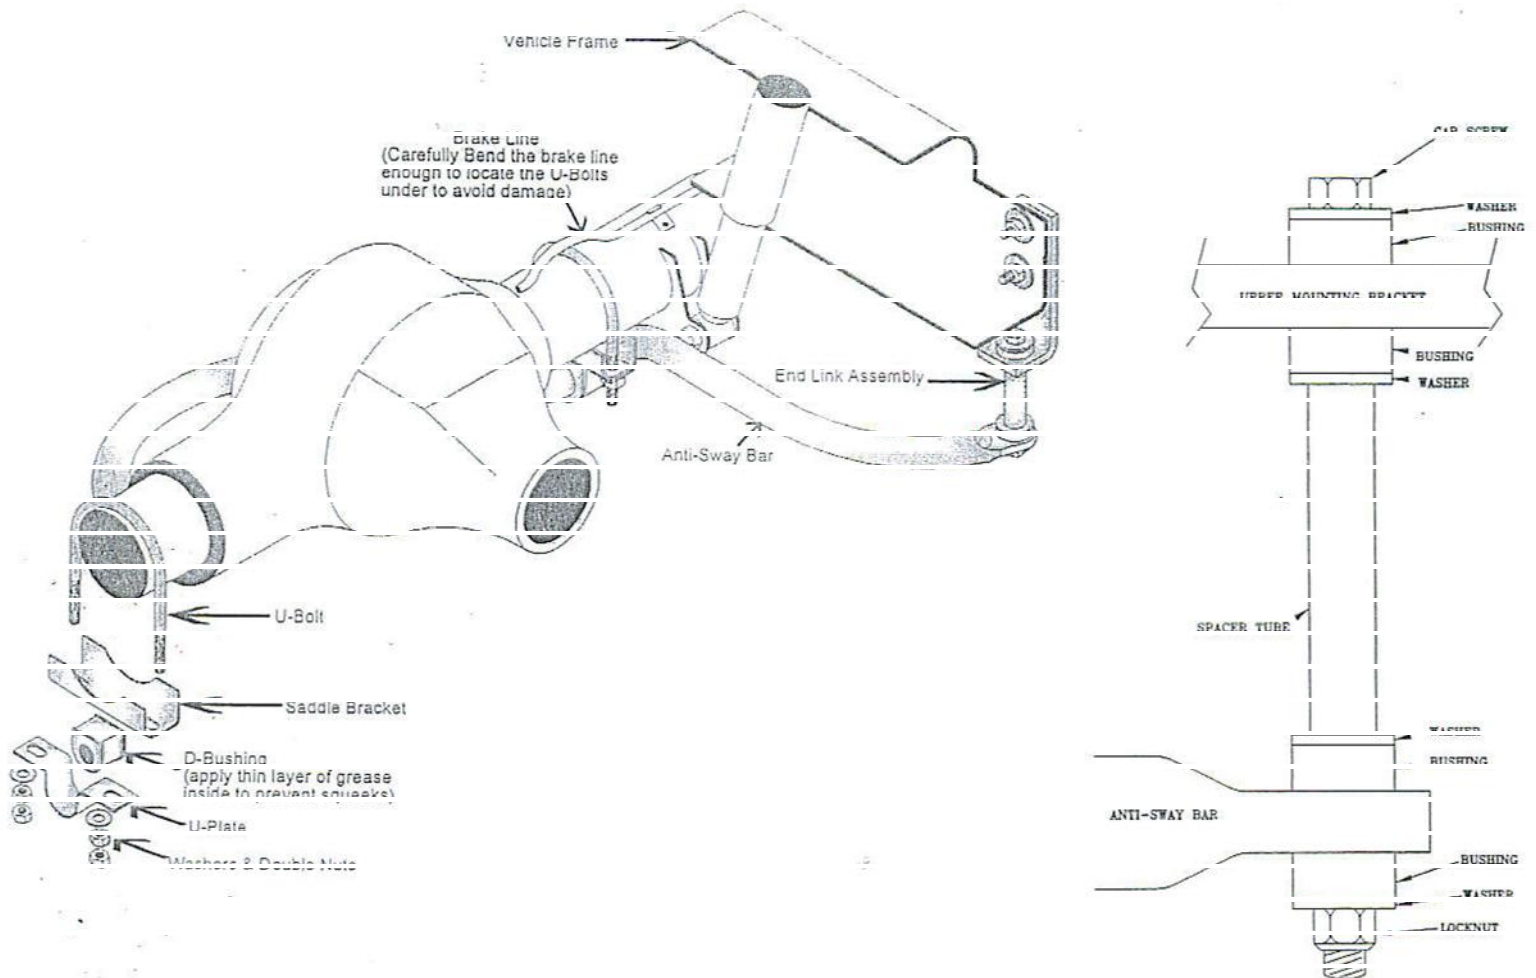 Vehicle Frame
Brake Line
(Carefully Bend the brake line
enough to locate the U-Bolts
under to avoid damage)
End Link Assembly
Anti-Sway Bar
U-Bolt
Saddle Bracket
D-Bushing
(apply thin layer of grease
inside to prevent squeeks)
U-Plate
Washers & Double Nuts
CAP SCREW
WASHER
BUSHING
UPPER MOUNTING BRACKET
BUSHING
WASHER
SPACER TUBE
WASHER
BUSHING
ANTI-SWAY BAR
BUSHING
WASHER
LOCKNUT